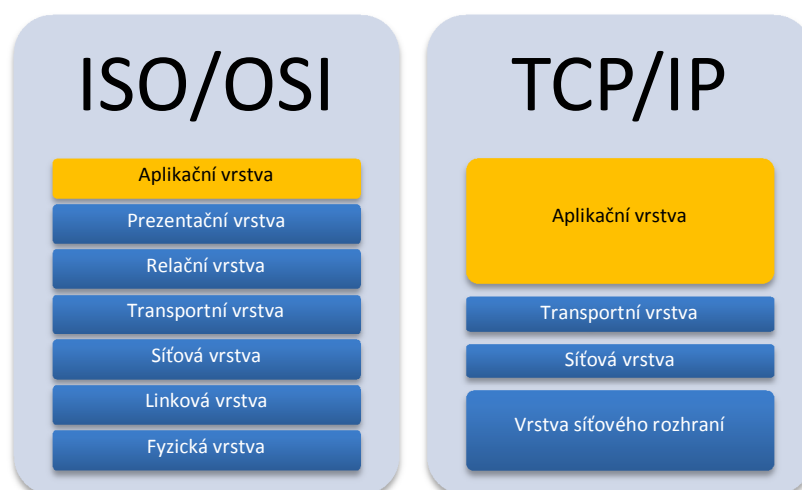 ISO/OSI
Aplikační vrstva
Prezentační vrstva
Relační vrstva
Transportní vrstva
Síťová vrstva
Linková vrstva
Fyzická vrstva
TCP/IP
Aplikační vrstva
Transportní vrstva
Síťová vrstva
Vrstva síťového rozhraní